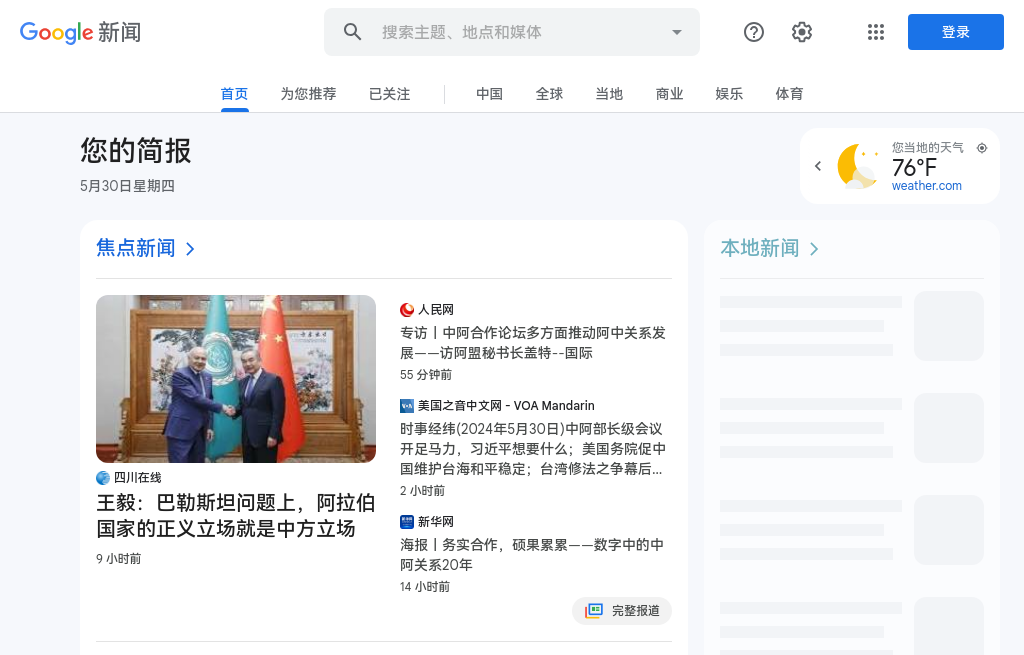 Google 新闻
搜索主题、地点和媒体
登录
首页
为您推荐
已关注
中国
全球
当地
商业
娱乐
体育
您的简报
5月30日星期四
您当地的天气
76°F
weather.com
焦点新闻
四川在线
王毅：巴勒斯坦问题上，阿拉伯
国家的正义立场就是中方立场
9 小时前
人民网
专访丨中阿合作论坛多方面推动阿中关系发
展——访阿盟秘书长盖特--国际
55 分钟前
VOA
美国之音中文网 - VOA Mandarin
时事经纬(2024年5月30日)中阿部长级会议
开足马力，习近平想要什么；美国务院促中
国维护台海和平稳定；台湾修法之争幕后...
2 小时前
新华网
海报丨务实合作，硕果累累——数字中的中
阿关系20年
14 小时前
完整报道
本地新闻